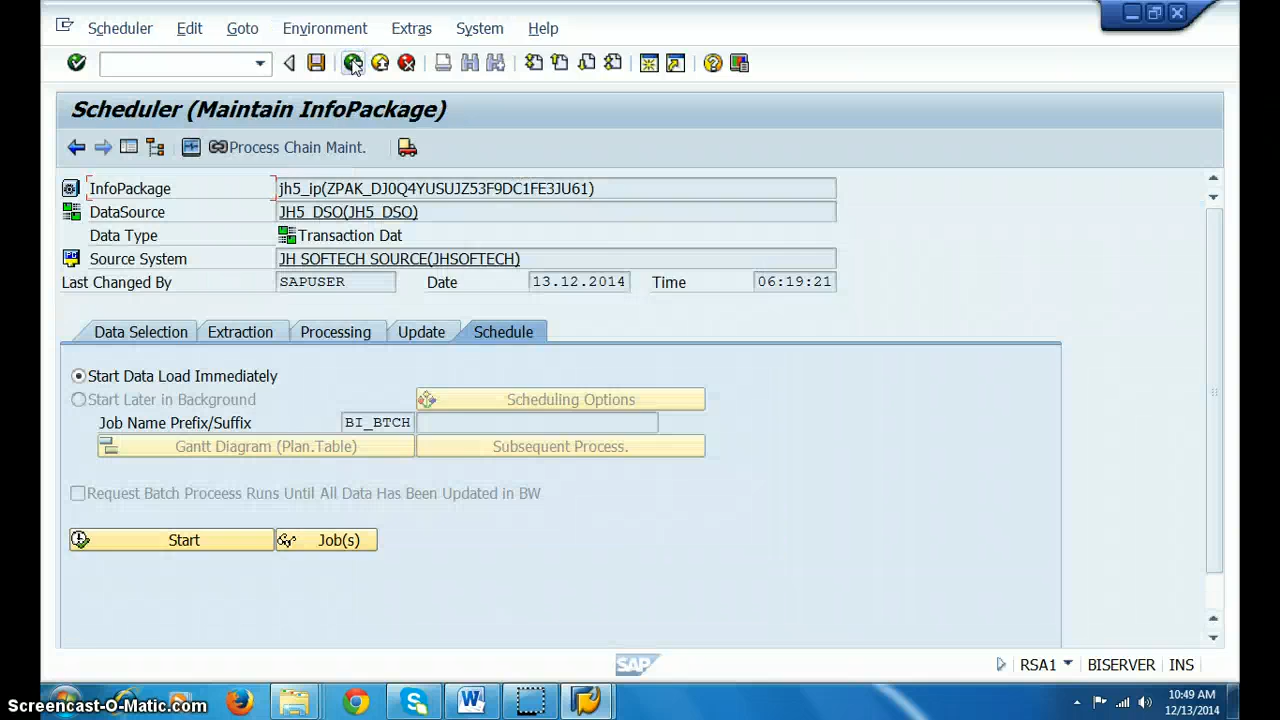 Scheduler Edit Goto Environment Extras System Help
Scheduler (Maintain InfoPackage)
Process Chain Maint.
InfoPackage jh5_ip(ZPAK_DJ0Q4YUSUJZ53F9DC1FE3JU61)
DataSource JH5_DSO(JH5_DSO)
Data Type Transaction Dat
Source System JH SOFTECH SOURCE(JHSOFTECH)
Last Changed By SAPUSER Date 13.12.2014 Time 06:19:21
Data Selection Extraction Processing Update Schedule
Start Data Load Immediately
Start Later in Background Scheduling Options
Job Name Prefix/Suffix BI_BTCH
Gantt Diagram (Plan.Table) Subsequent Process.
Request Batch Proceess Runs Until All Data Has Been Updated in BW
Start Job(s)
SAP RSA1 BISERVER INS
10:49 AM
Screencast-O-Matic.com 12/13/2014